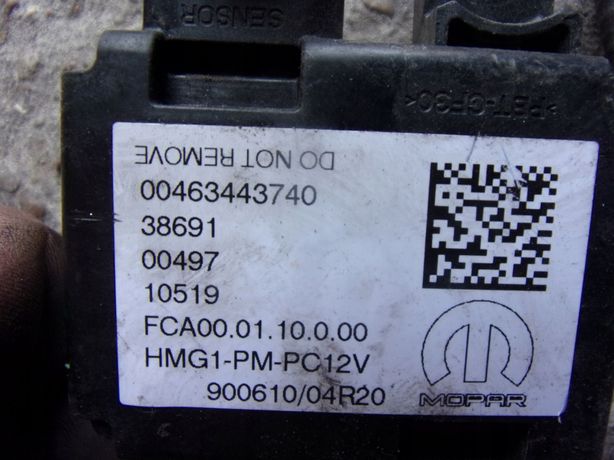 SENSOR
>PBT-GF30<
DO NOT REMOVE
00463443740
38691
00497
10519
FCA00.01.10.0.00
HMG1-PM-PC12V
900610/04R20
MOPAR